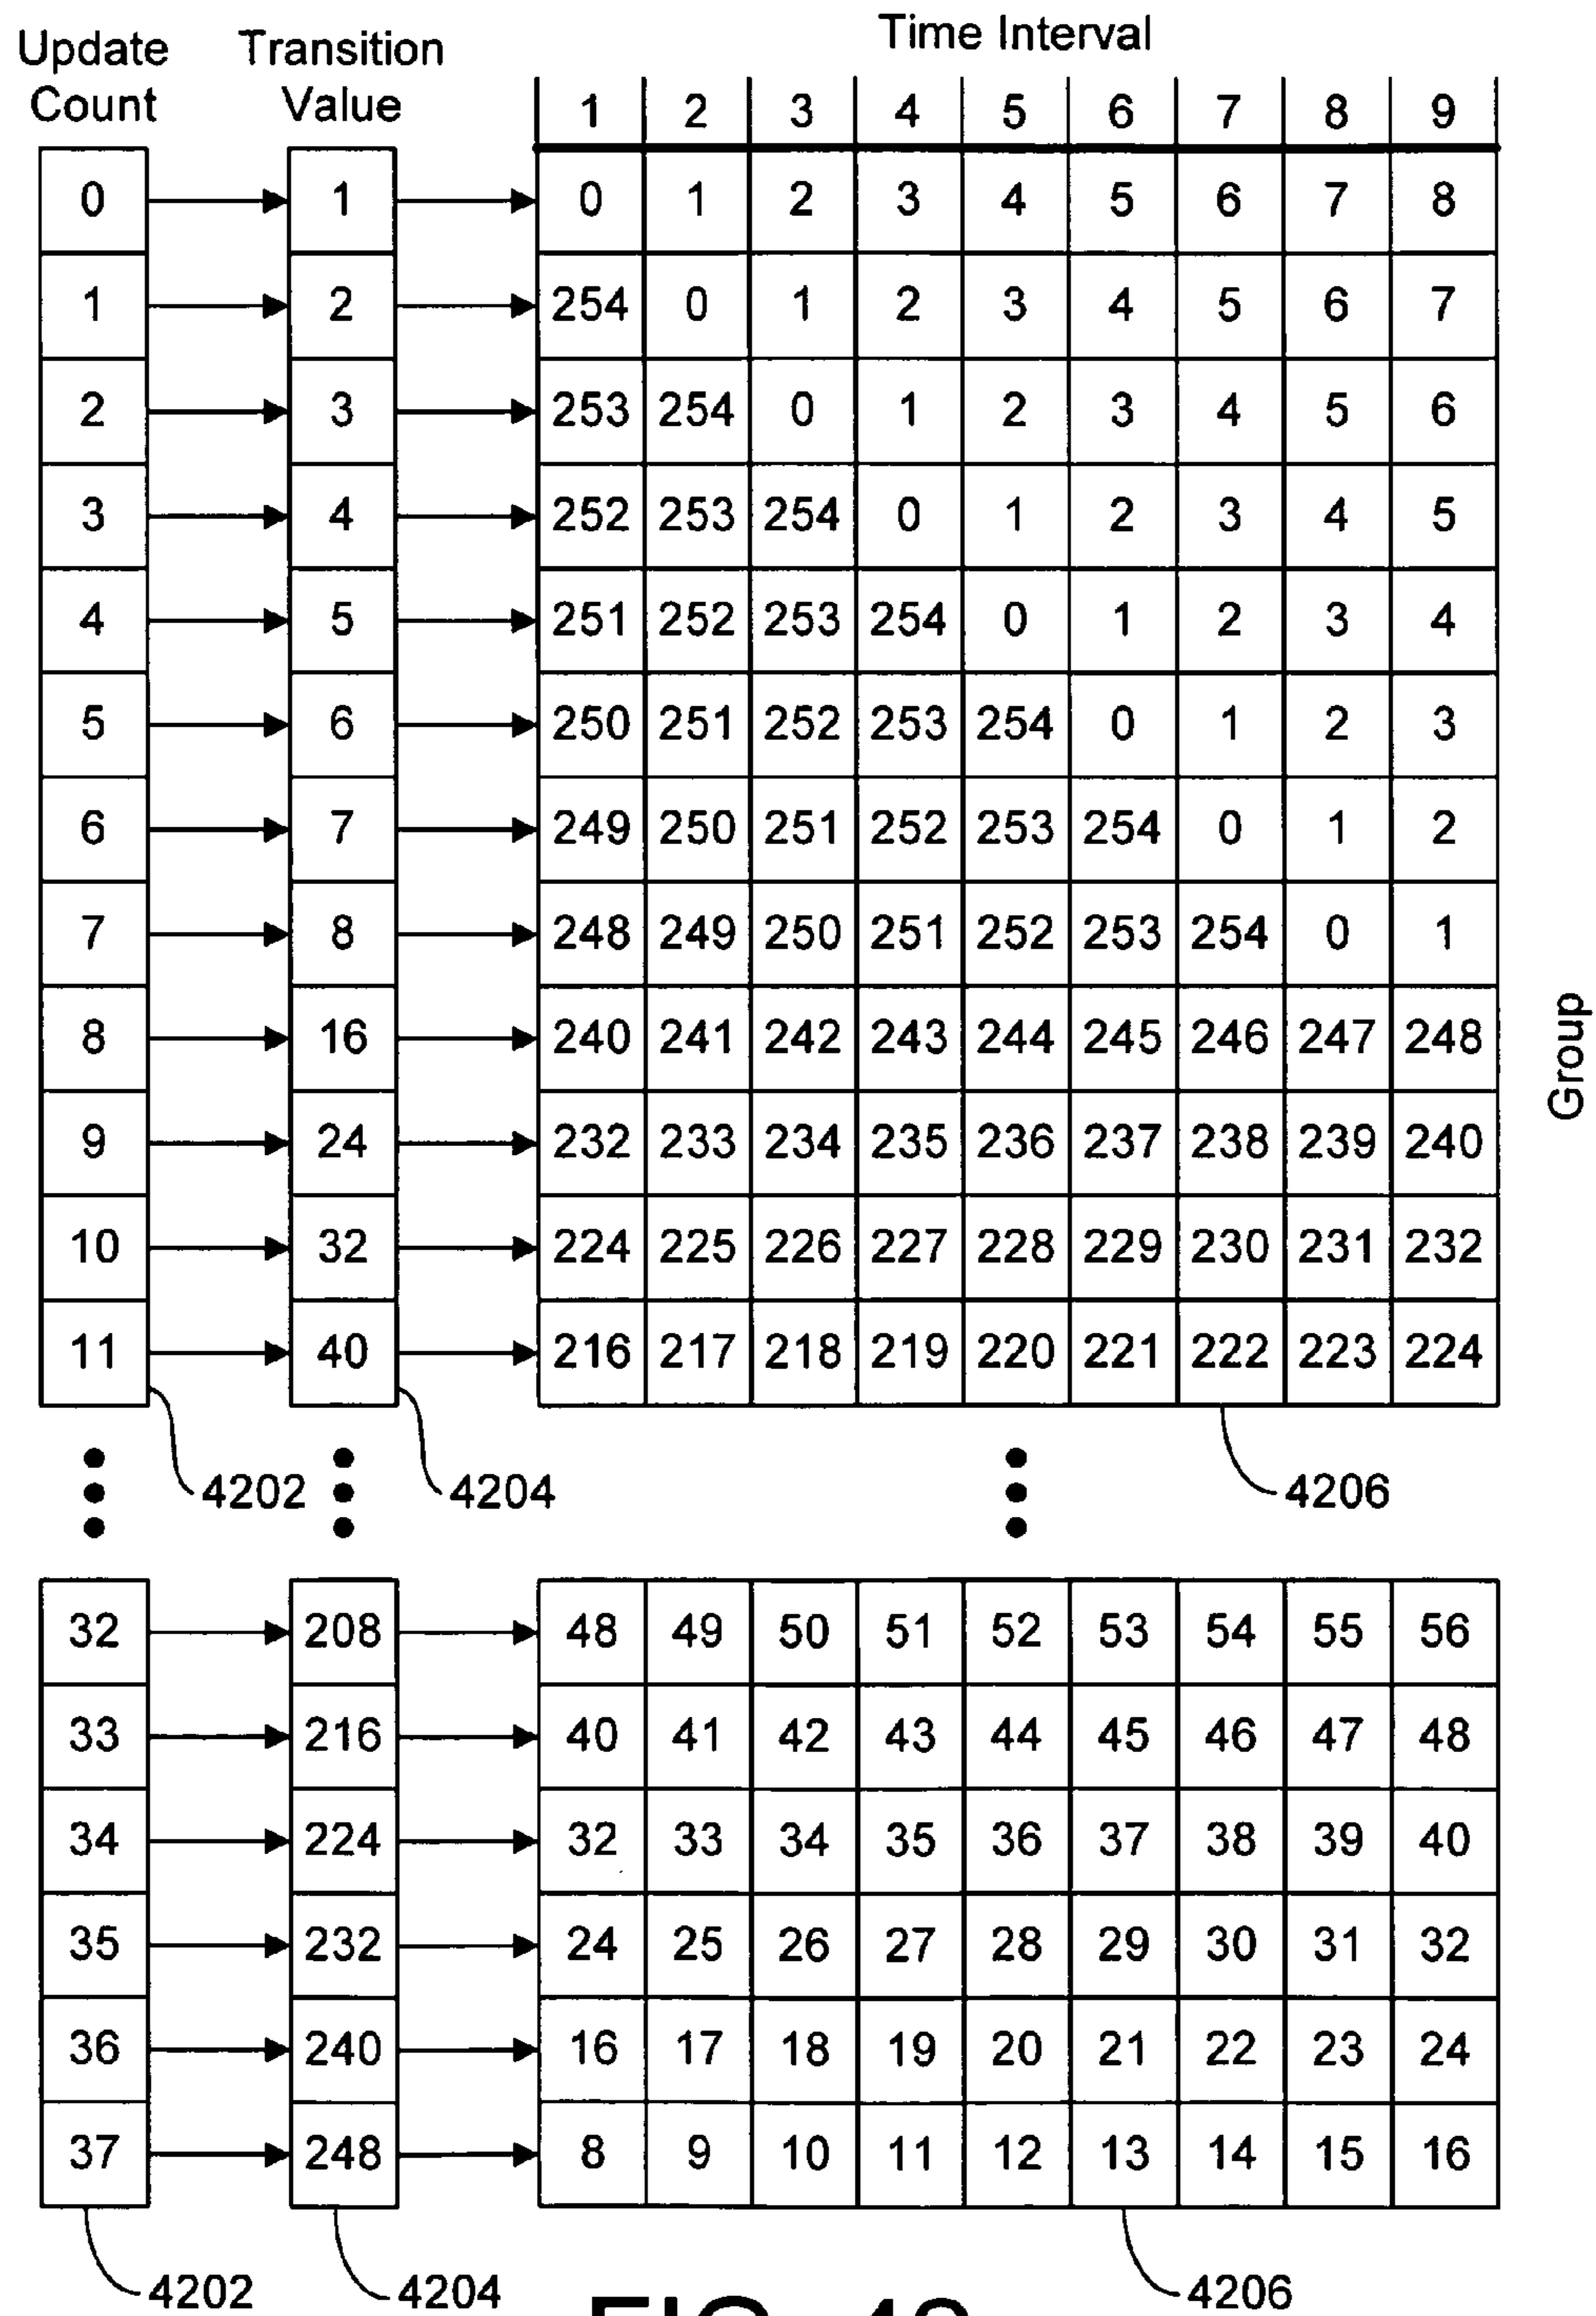 Update Transition Time Interval
Count Value 1 2 3 4 5 6 7 8 9
0 1 0 1 2 3 4 5 6 7 8
1 2 254 0 1 2 3 4 5 6 7
2 3 253 254 0 1 2 3 4 5 6
3 4 252 253 254 0 1 2 3 4 5
4 5 251 252 253 254 0 1 2 3 4
5 6 250 251 252 253 254 0 1 2 3
6 7 249 250 251 252 253 254 0 1 2
7 8 248 249 250 251 252 253 254 0 1
8 16 240 241 242 243 244 245 246 247 248
9 24 232 233 234 235 236 237 238 239 240
10 32 224 225 226 227 228 229 230 231 232
11 40 216 217 218 219 220 221 222 223 224
Group
4202 4204 4206
32 208 48 49 50 51 52 53 54 55 56
33 216 40 41 42 43 44 45 46 47 48
34 224 32 33 34 35 36 37 38 39 40
35 232 24 25 26 27 28 29 30 31 32
36 240 16 17 18 19 20 21 22 23 24
37 248 8 9 10 11 12 13 14 15 16
4202 4204 4206